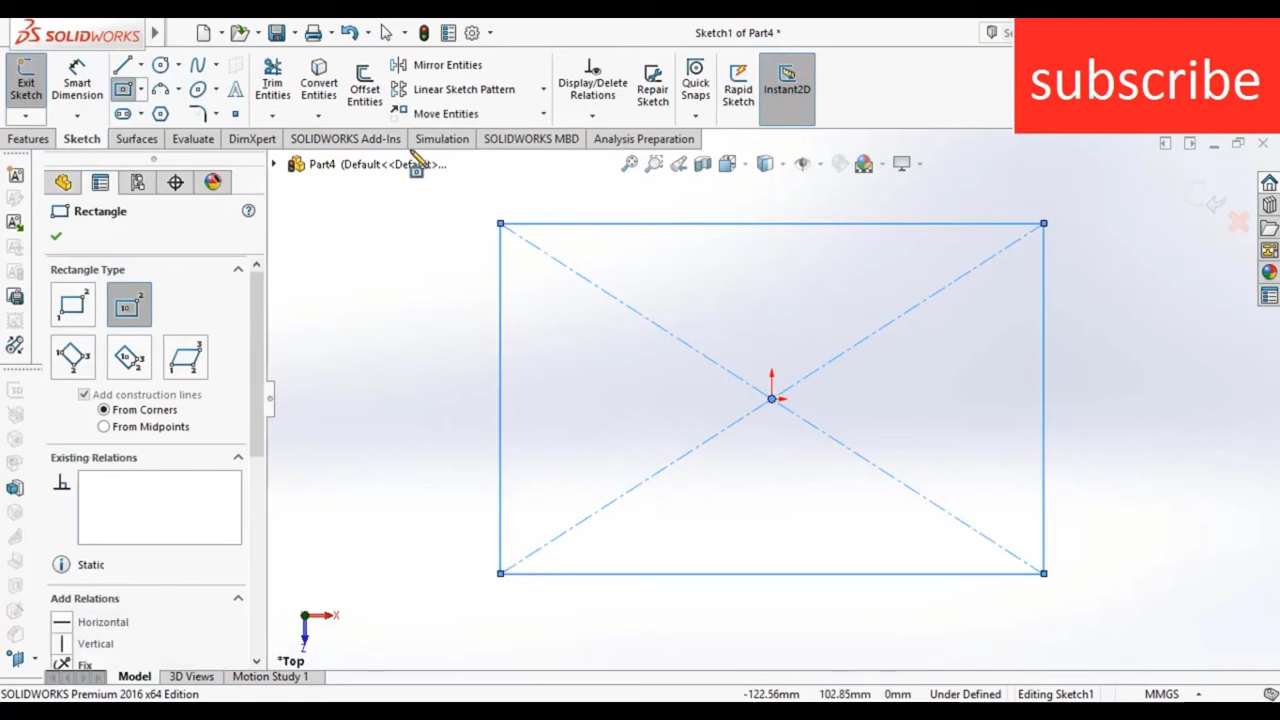 SOLIDWORKS
Sketch1 of Part4 *
subscribe
Exit Sketch
Smart Dimension
Trim Entities
Convert Entities
Offset Entities
Mirror Entities
Linear Sketch Pattern
Move Entities
Display/Delete Relations
Repair Sketch
Quick Snaps
Rapid Sketch
Instant2D
Features
Sketch
Surfaces
Evaluate
DimXpert
SOLIDWORKS Add-Ins
Simulation
SOLIDWORKS MBD
Analysis Preparation
Part4 (Default<<Default>...
Rectangle
Rectangle Type
Add construction lines
From Corners
From Midpoints
Existing Relations
Static
Add Relations
Horizontal
Vertical
Fix
X
Z
*Top
Model
3D Views
Motion Study 1
SOLIDWORKS Premium 2016 x64 Edition
-122.56mm
102.85mm
0mm
Under Defined
Editing Sketch1
MMGS